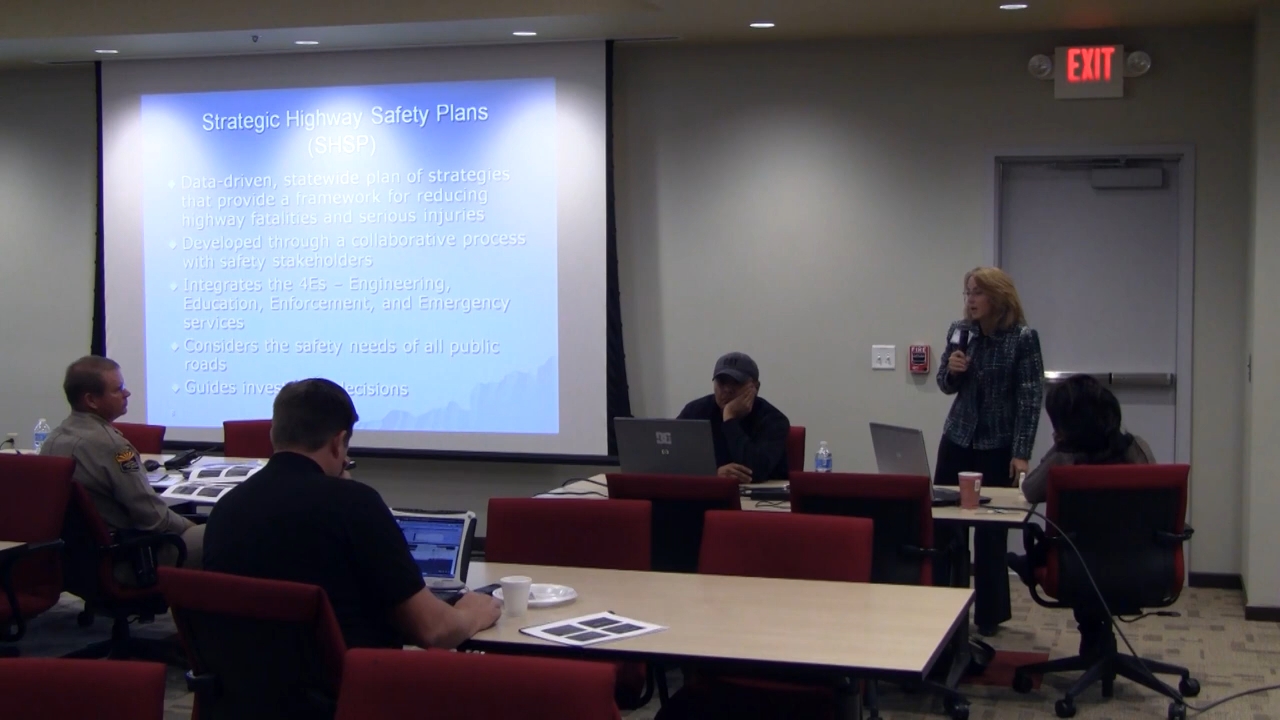 Strategic Highway Safety Plans
(SHSP)
Data-driven, statewide plan of strategies
that provide a framework for reducing
highway fatalities and serious injuries
Developed through a collaborative process
with safety stakeholders
Integrates the 4Es – Engineering,
Education, Enforcement, and Emergency
services
Considers the safety needs of all public
roads
Guides decisions
EXIT
FIRE
hp